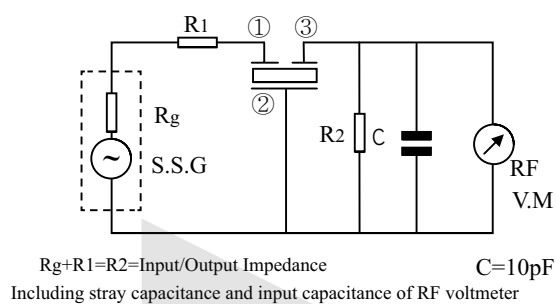 R1
①
③
②
Rg
~
S.S.G
R2
C
RF
V.M
Rg+R1=R2=Input/Output Impedance
C=10pF
Including stray capacitance and input capacitance of RF voltmeter